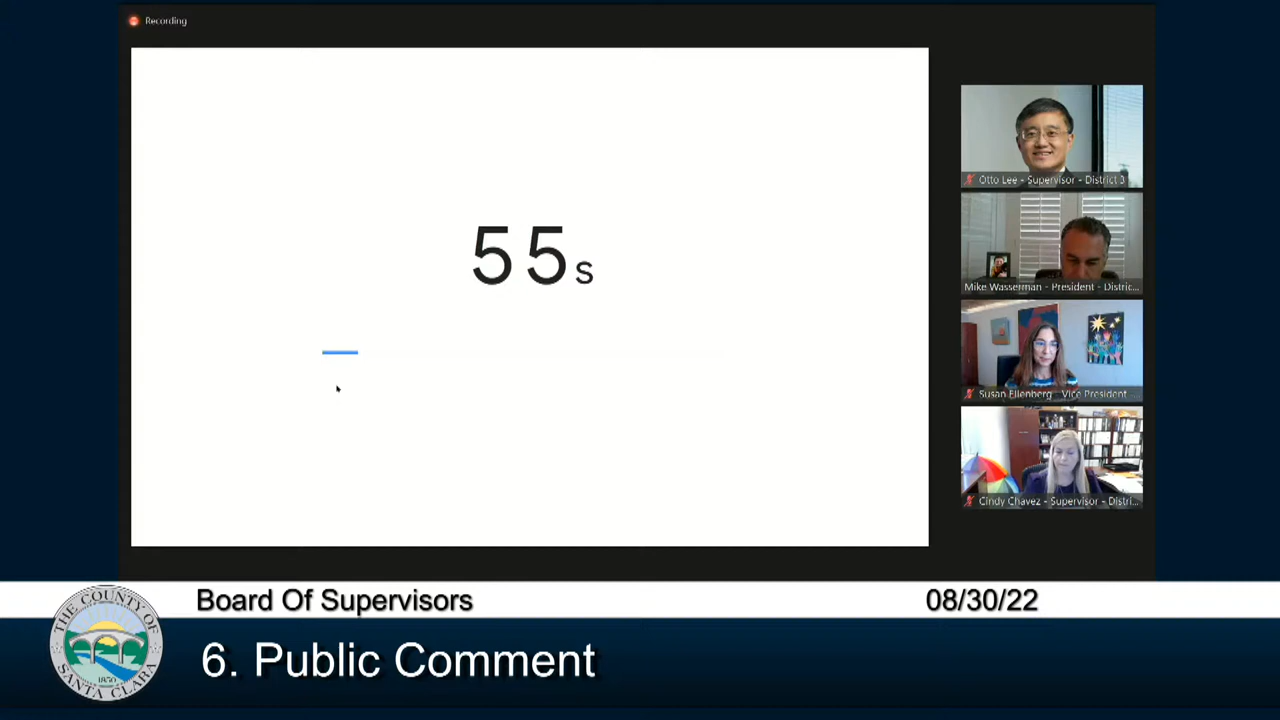 Recording
55s
Otto Lee - Supervisor - District 3
Mike Wasserman - President - Distric...
Susan Ellenberg - Vice President -
Cindy Chavez - Supervisor - Distri...
Board Of Supervisors
08/30/22
THE COUNTY OF
SANTA CLARA
1850
6. Public Comment